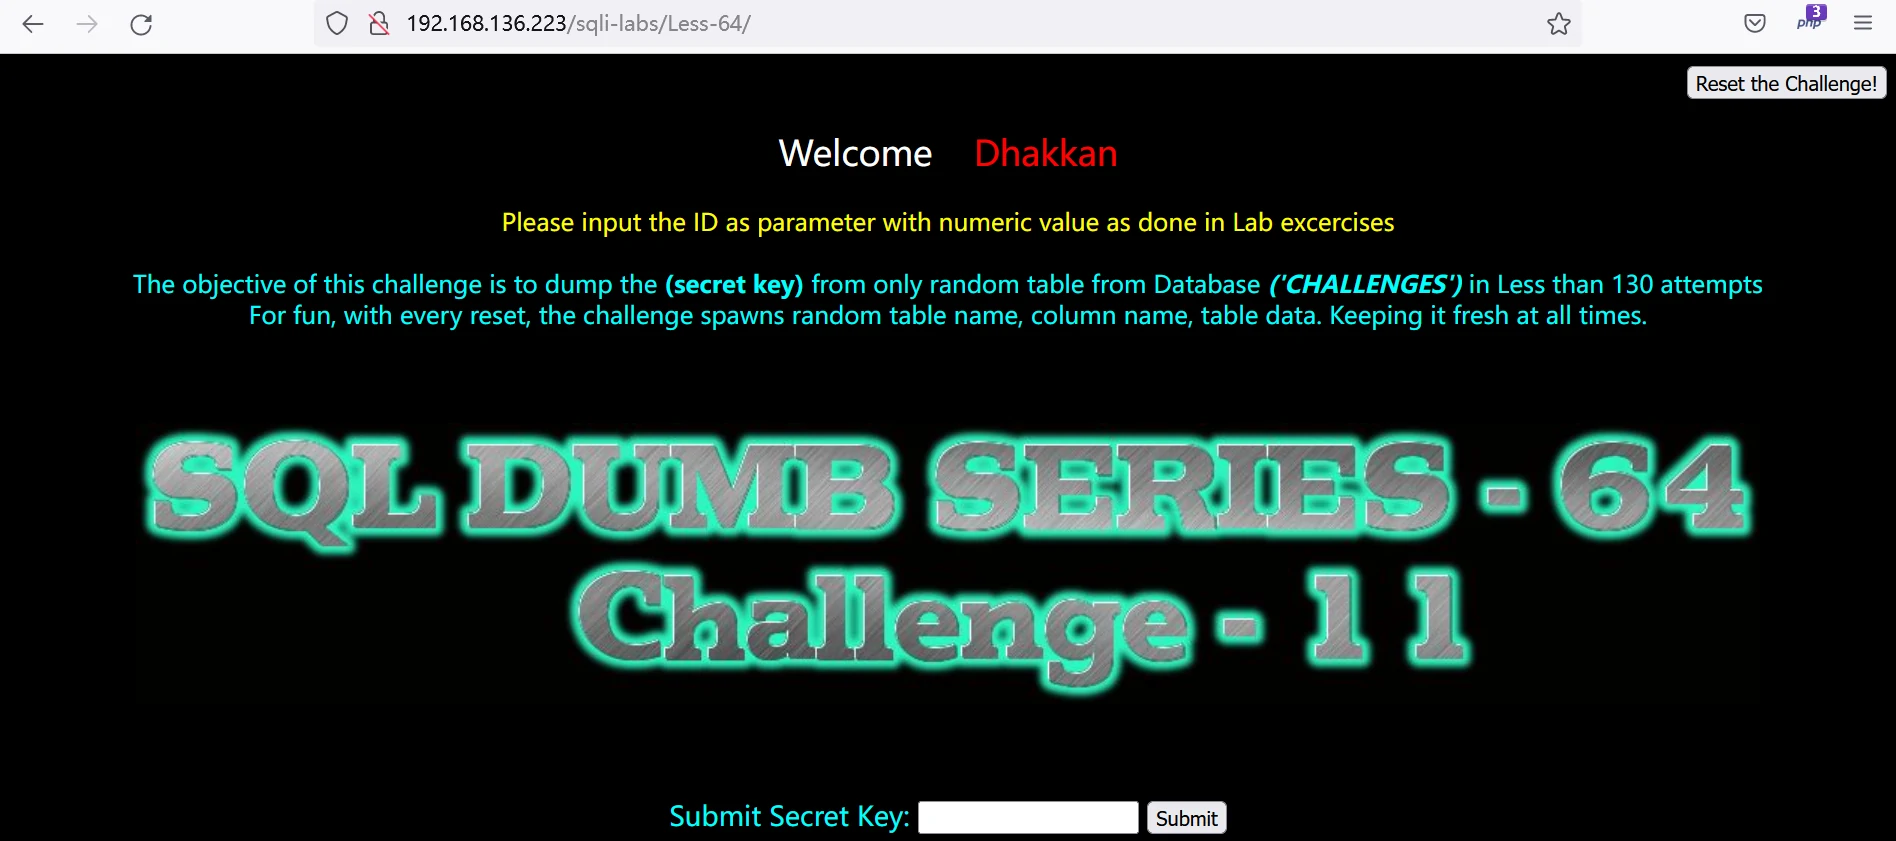 192.168.136.223/sqli-labs/Less-64/
3
php
Reset the Challenge!
Welcome Dhakkan
Please input the ID as parameter with numeric value as done in Lab excercises
The objective of this challenge is to dump the (secret key) from only random table from Database ('CHALLENGES') in Less than 130 attempts
For fun, with every reset, the challenge spawns random table name, column name, table data. Keeping it fresh at all times.
SQL DUMB SERIES - 64
Challenge - 11
Submit Secret Key: Submit